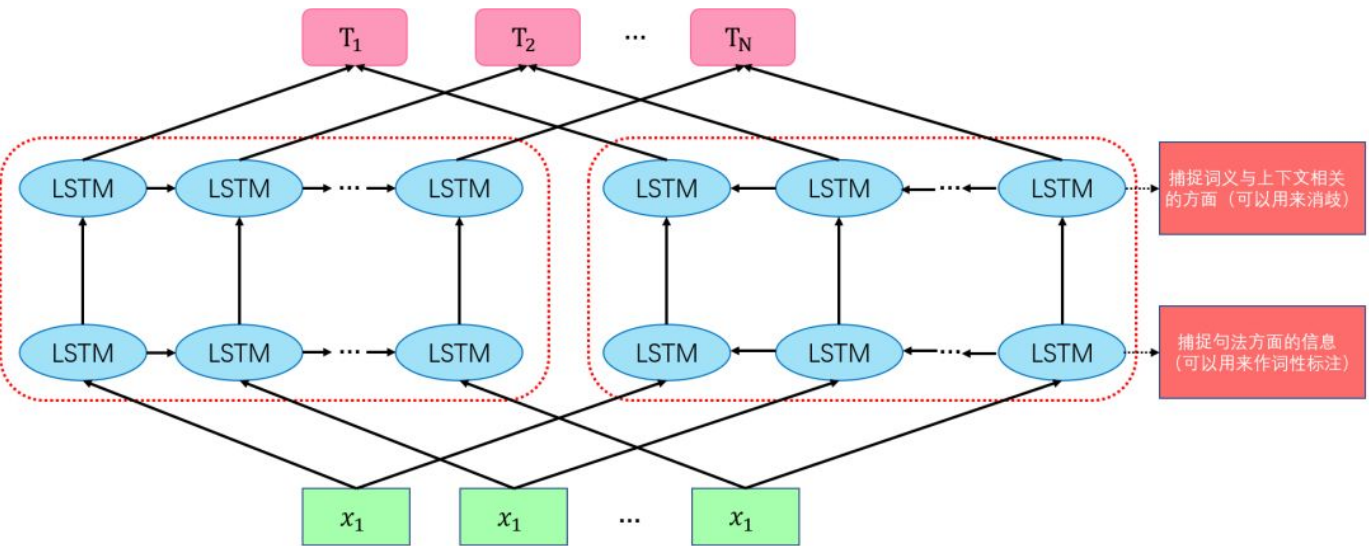 T₁ T₂ ... T_N
LSTM LSTM ... LSTM LSTM LSTM ... LSTM
捕捉词义与上下文相关
的方面（可以用来消歧）
LSTM LSTM ... LSTM LSTM LSTM ... LSTM
捕捉句法方面的信息
（可以用来作词性标注）
x₁ x₁ ... x₁